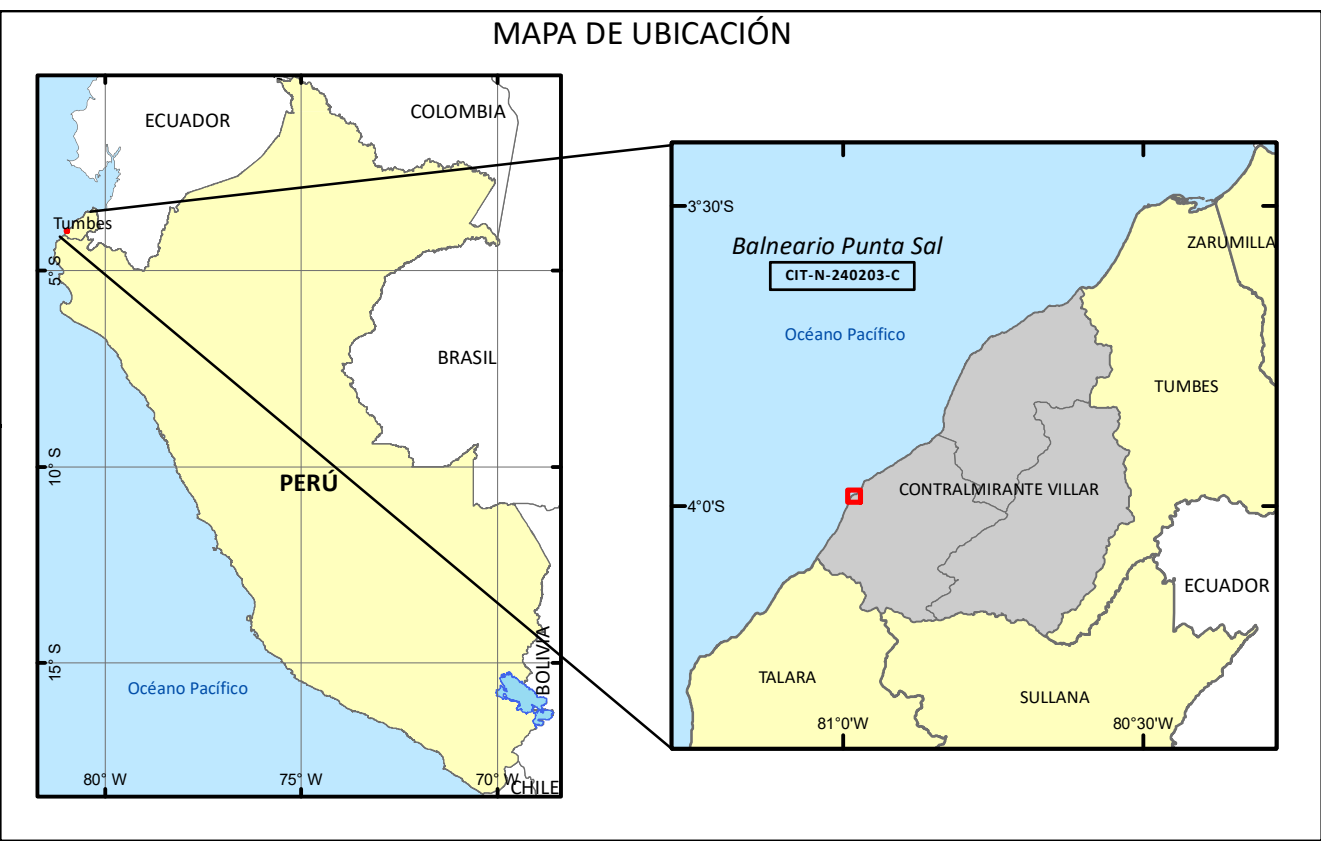 MAPA DE UBICACIÓN
ECUADOR
COLOMBIA
Tumbes
5°S
BRASIL
PERÚ
10°S
15°S
BOLIVIA
Océano Pacífico
80° W
75° W
70° W
CHILE
3°30'S
Balneario Punta Sal
CIT-N-240203-C
Océano Pacífico
ZARUMILLA
TUMBES
CONTRALMIRANTE VILLAR
4°0'S
ECUADOR
TALARA
SULLANA
81°0'W
80°30'W